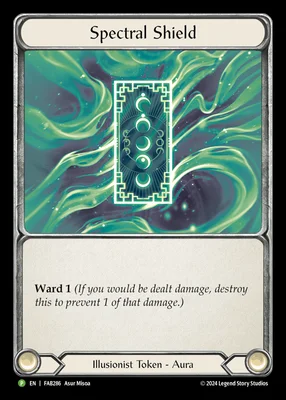 Spectral Shield
Ward 1 (If you would be dealt damage, destroy
this to prevent 1 of that damage.)
Illusionist Token - Aura
P EN | FAB286 Asur Misoa
© 2024 Legend Story Studios